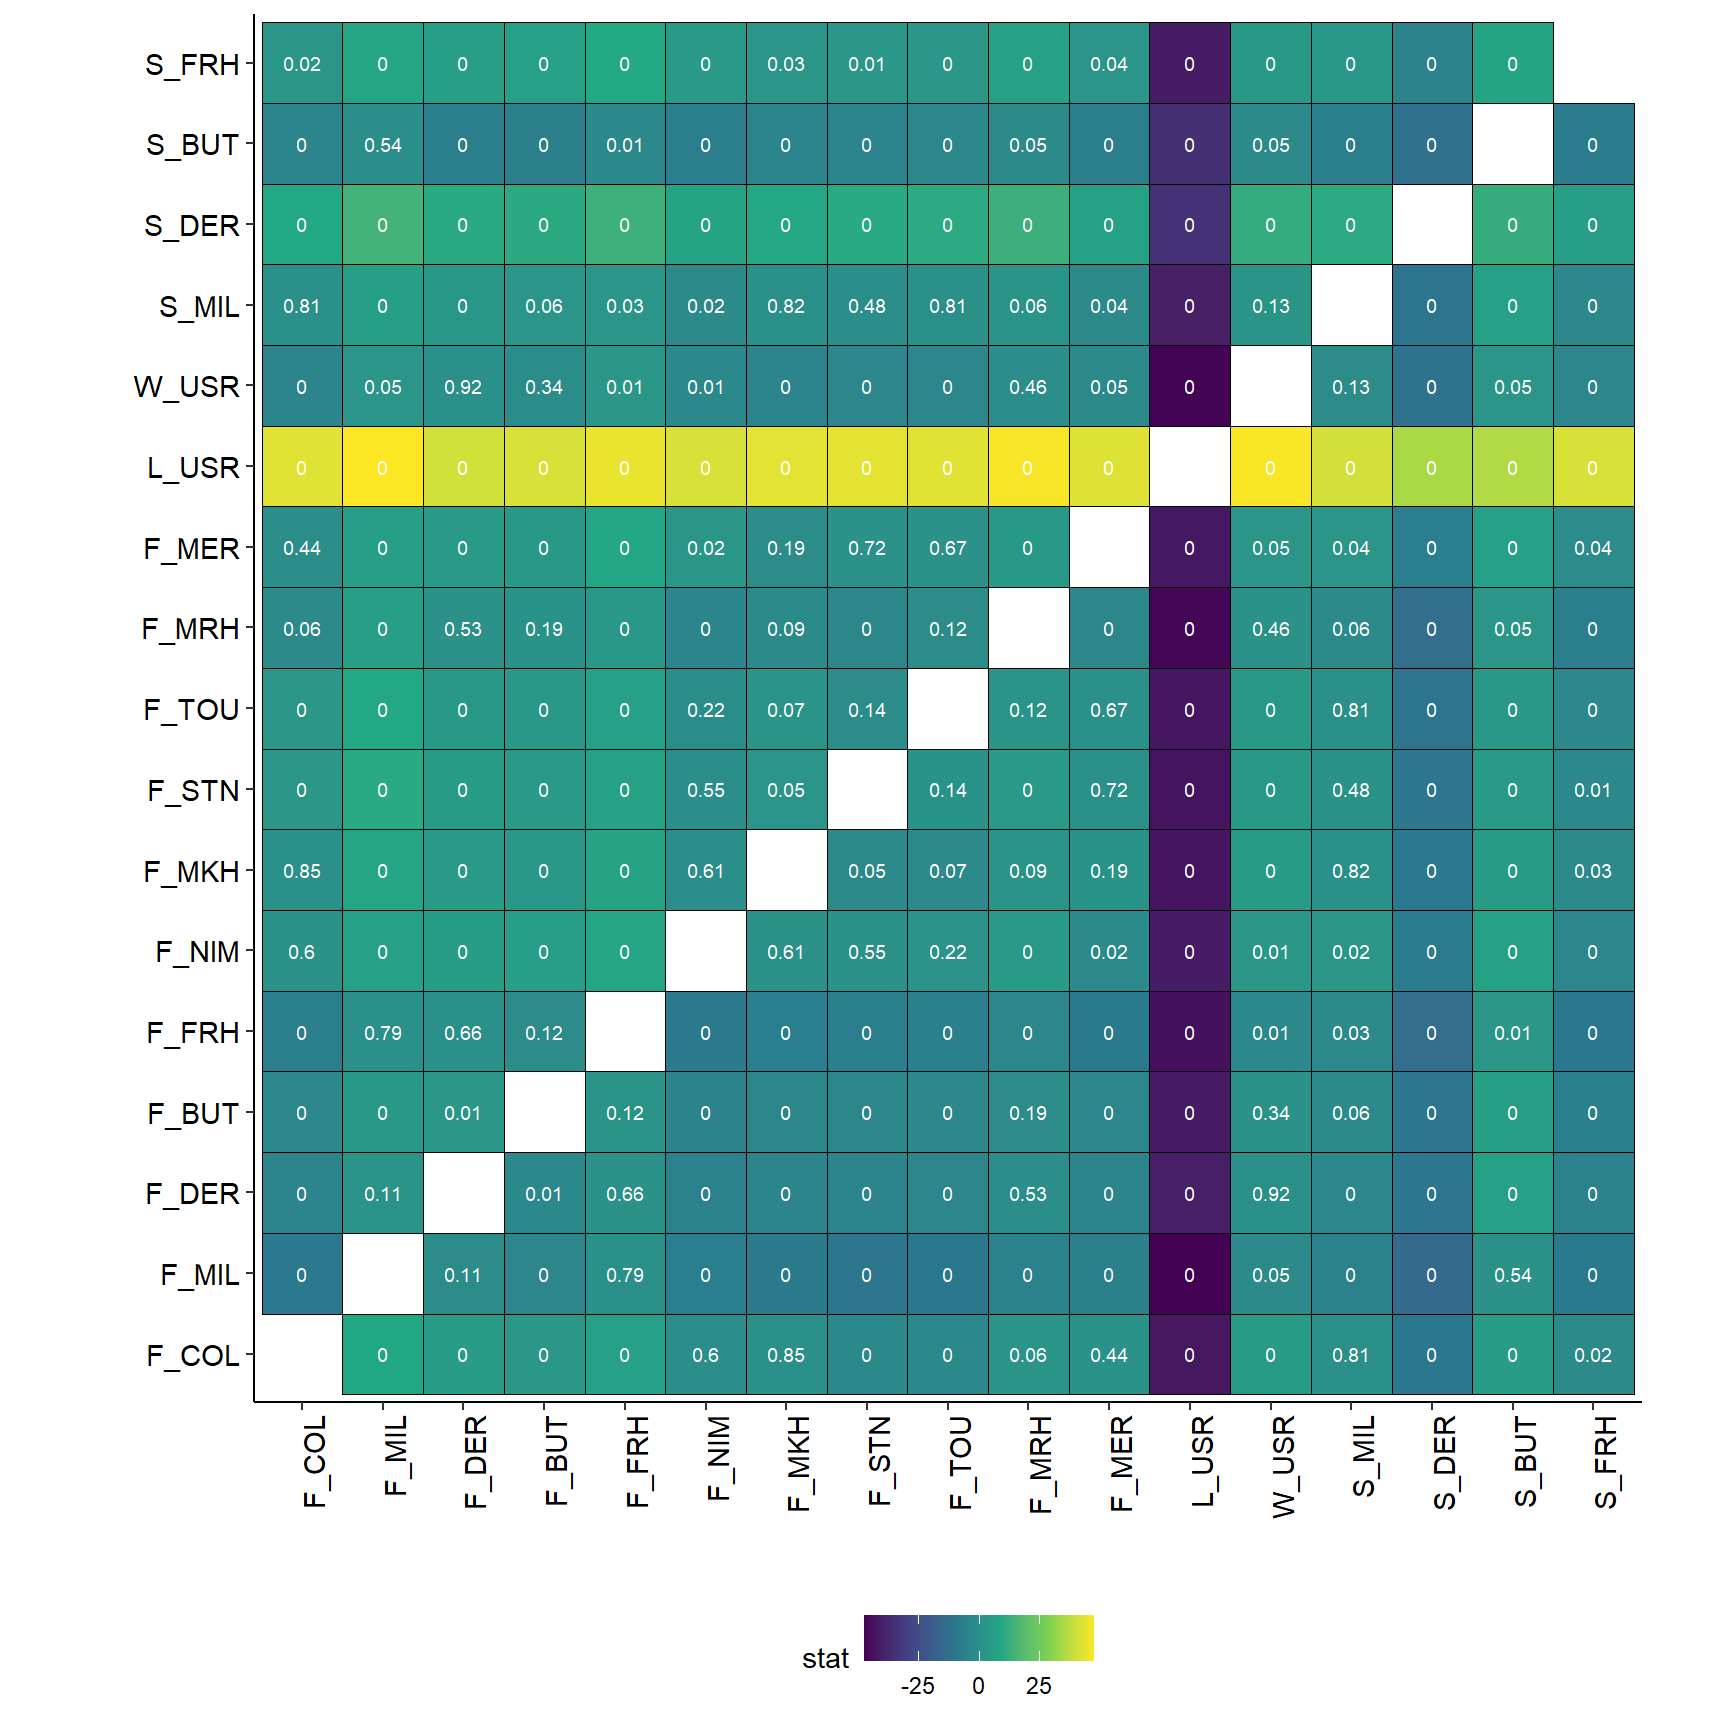 S_FRH 0.02 0 0 0 0 0 0.03 0.01 0 0 0.04 0 0 0 0 0
S_BUT 0 0.54 0 0 0.01 0 0 0 0 0.05 0 0 0.05 0 0 0
S_DER 0 0 0 0 0 0 0 0 0 0 0 0 0 0 0 0
S_MIL 0.81 0 0 0.06 0.03 0.02 0.82 0.48 0.81 0.06 0.04 0 0.13 0 0 0
W_USR 0 0.05 0.92 0.34 0.01 0.01 0 0 0 0.46 0.05 0 0.13 0 0.05 0
L_USR 0 0 0 0 0 0 0 0 0 0 0 0 0 0 0 0
F_MER 0.44 0 0 0 0 0.02 0.19 0.72 0.67 0 0 0.05 0.04 0 0 0.04
F_MRH 0.06 0 0.53 0.19 0 0 0.09 0 0.12 0 0 0.46 0.06 0 0.05 0
F_TOU 0 0 0 0 0 0.22 0.07 0.14 0.12 0.67 0 0 0.81 0 0 0
F_STN 0 0 0 0 0 0.55 0.05 0.14 0 0.72 0 0 0.48 0 0 0.01
F_MKH 0.85 0 0 0 0 0.61 0.05 0.07 0.09 0.19 0 0 0.82 0 0 0.03
F_NIM 0.6 0 0 0 0 0.61 0.55 0.22 0 0.02 0 0.01 0.02 0 0 0
F_FRH 0 0.79 0.66 0.12 0 0 0 0 0 0 0 0.01 0.03 0 0.01 0
F_BUT 0 0 0.01 0.12 0 0 0 0 0.19 0 0 0.34 0.06 0 0 0
F_DER 0 0.11 0.01 0.66 0 0 0 0 0.53 0 0 0.92 0 0 0 0
F_MIL 0 0.11 0 0.79 0 0 0 0 0 0 0 0.05 0 0 0.54 0
F_COL 0 0 0 0 0.6 0.85 0 0 0.06 0.44 0 0 0.81 0 0 0.02
F_COL F_MIL F_DER F_BUT F_FRH F_NIM F_MKH F_STN F_TOU F_MRH F_MER L_USR W_USR S_MIL S_DER S_BUT S_FRH
stat
-25 0 25